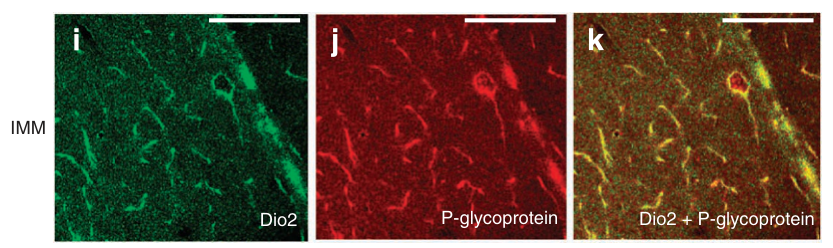 i
j
k
IMM
Dio2
P-glycoprotein
Dio2 + P-glycoprotein